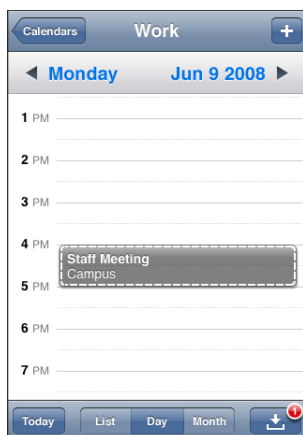 Calendars Work +
Monday Jun 9 2008
1 PM
2 PM
3 PM
4 PM
Staff Meeting
Campus
5 PM
6 PM
7 PM
Today List Day Month 1